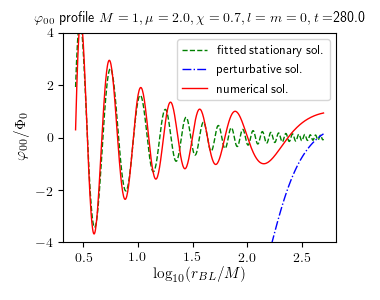 φ₀₀ profile M = 1, μ = 2.0, χ = 0.7, l = m = 0, t =280.0
fitted stationary sol.
perturbative sol.
numerical sol.
φ₀₀/Φ₀
4
2
0
−2
−4
0.5 1.0 1.5 2.0 2.5
log₁₀(r_BL/M)